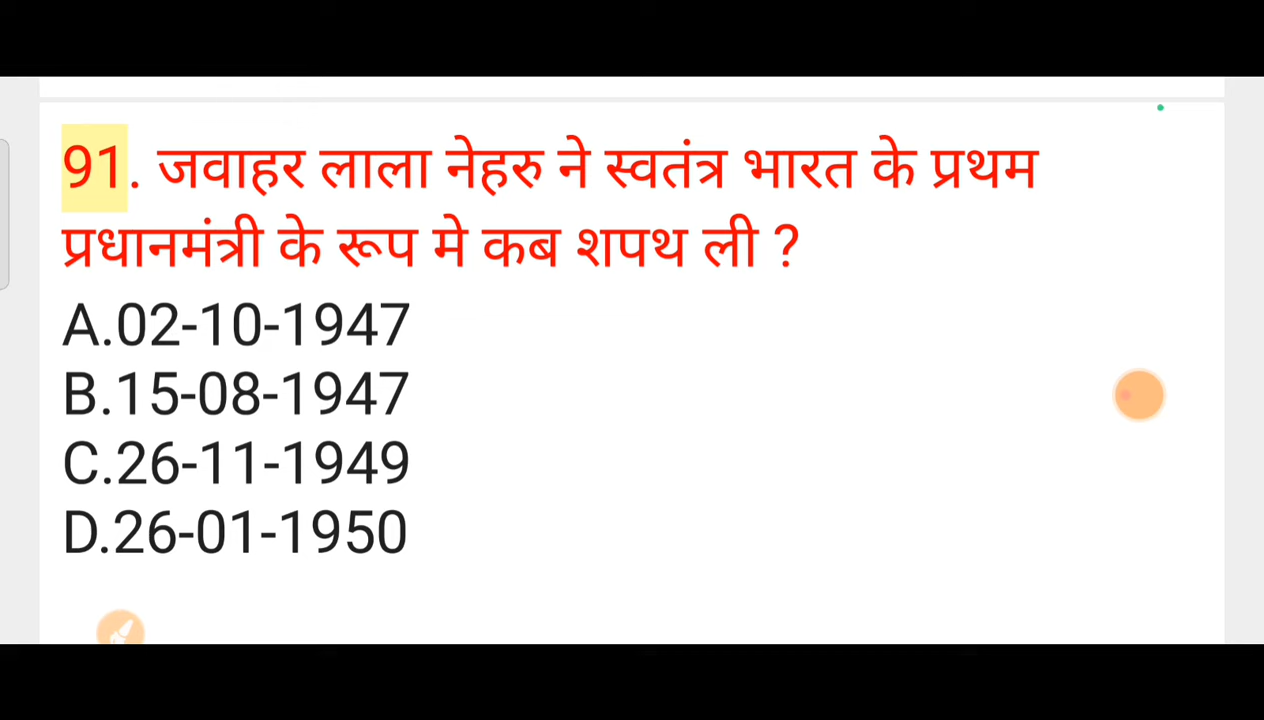 91. जवाहर लाला नेहरु ने स्वतंत्र भारत के प्रथम
प्रधानमंत्री के रूप मे कब शपथ ली ?
A.02-10-1947
B.15-08-1947
C.26-11-1949
D.26-01-1950